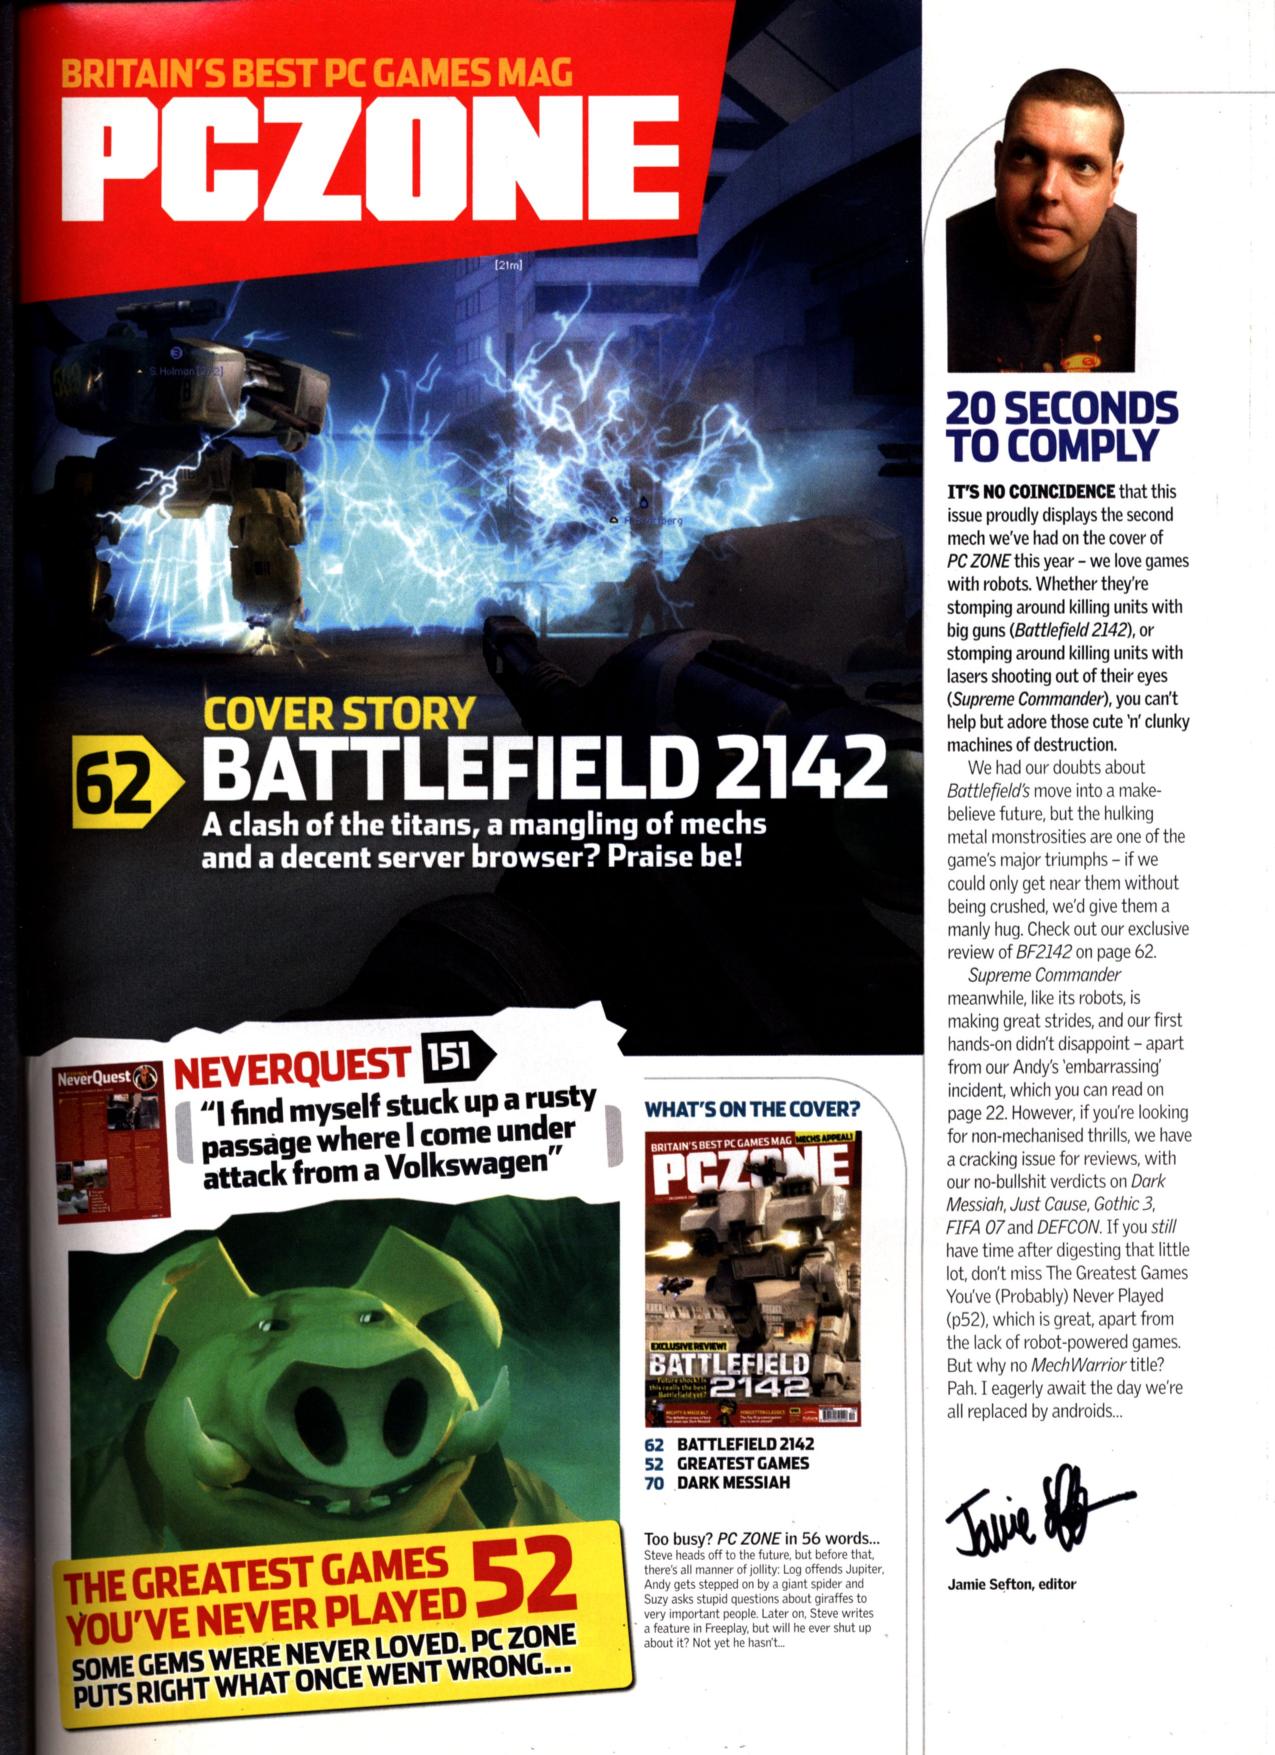 BRITAIN'S BEST PC GAMES MAG
PCZONE
[21m]
3
S. Holman [2/2]
COVER STORY
62
BATTLEFIELD 2142
A clash of the titans, a mangling of mechs
and a decent server browser? Praise be!
NeverQuest
NEVERQUEST 151
“I find myself stuck up a rusty
passage where I come under
attack from a Volkswagen”
THE GREATEST GAMES
YOU'VE NEVER PLAYED 52
SOME GEMS WERE NEVER LOVED. PC ZONE
PUTS RIGHT WHAT ONCE WENT WRONG...
WHAT'S ON THE COVER?
BRITAIN'S BEST PC GAMES MAG MECHS APPEAL!
PCZONE
EXCLUSIVE REVIEW!
BATTLEFIELD
2142
Future shock! Is
this really the best
Battlefield yet?
62 BATTLEFIELD 2142
52 GREATEST GAMES
70 DARK MESSIAH
Too busy? PC ZONE in 56 words...
Steve heads off to the future, but before that,
there's all manner of jollity: Log offends Jupiter,
Andy gets stepped on by a giant spider and
Suzy asks stupid questions about giraffes to
very important people. Later on, Steve writes
a feature in Freeplay, but will he ever shut up
about it? Not yet he hasn't...
20 SECONDS
TO COMPLY
IT'S NO COINCIDENCE that this
issue proudly displays the second
mech we've had on the cover of
PC ZONE this year – we love games
with robots. Whether they're
stomping around killing units with
big guns (Battlefield 2142), or
stomping around killing units with
lasers shooting out of their eyes
(Supreme Commander), you can't
help but adore those cute 'n' clunky
machines of destruction.
We had our doubts about
Battlefield's move into a make-
believe future, but the hulking
metal monstrosities are one of the
game's major triumphs – if we
could only get near them without
being crushed, we'd give them a
manly hug. Check out our exclusive
review of BF2142 on page 62.
Supreme Commander
meanwhile, like its robots, is
making great strides, and our first
hands-on didn't disappoint – apart
from our Andy's 'embarrassing'
incident, which you can read on
page 22. However, if you're looking
for non-mechanised thrills, we have
a cracking issue for reviews, with
our no-bullshit verdicts on Dark
Messiah, Just Cause, Gothic 3,
FIFA 07 and DEFCON. If you still
have time after digesting that little
lot, don't miss The Greatest Games
You've (Probably) Never Played
(p52), which is great, apart from
the lack of robot-powered games.
But why no MechWarrior title?
Pah. I eagerly await the day we're
all replaced by androids...
Jamie
Jamie Sefton, editor